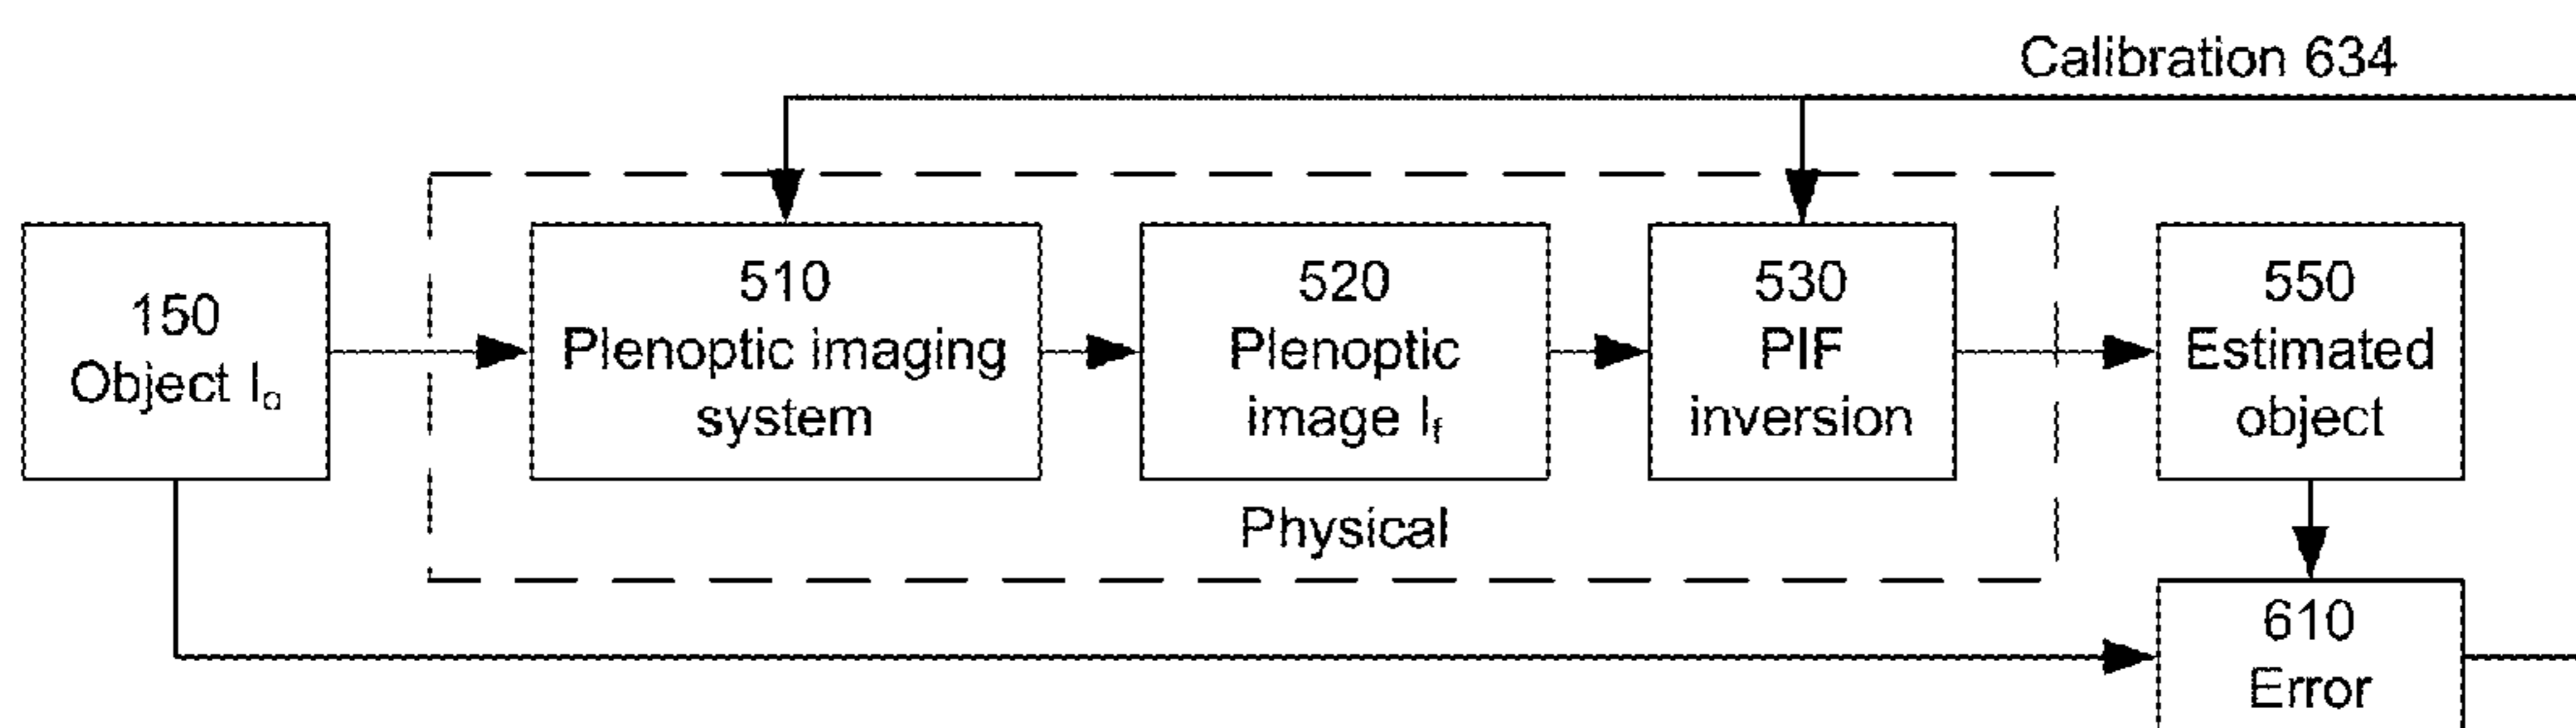 Calibration 634
150
Object Io
510
Plenoptic imaging
system
520
Plenoptic
image If
530
PIF
inversion
550
Estimated
object
Physical
610
Error